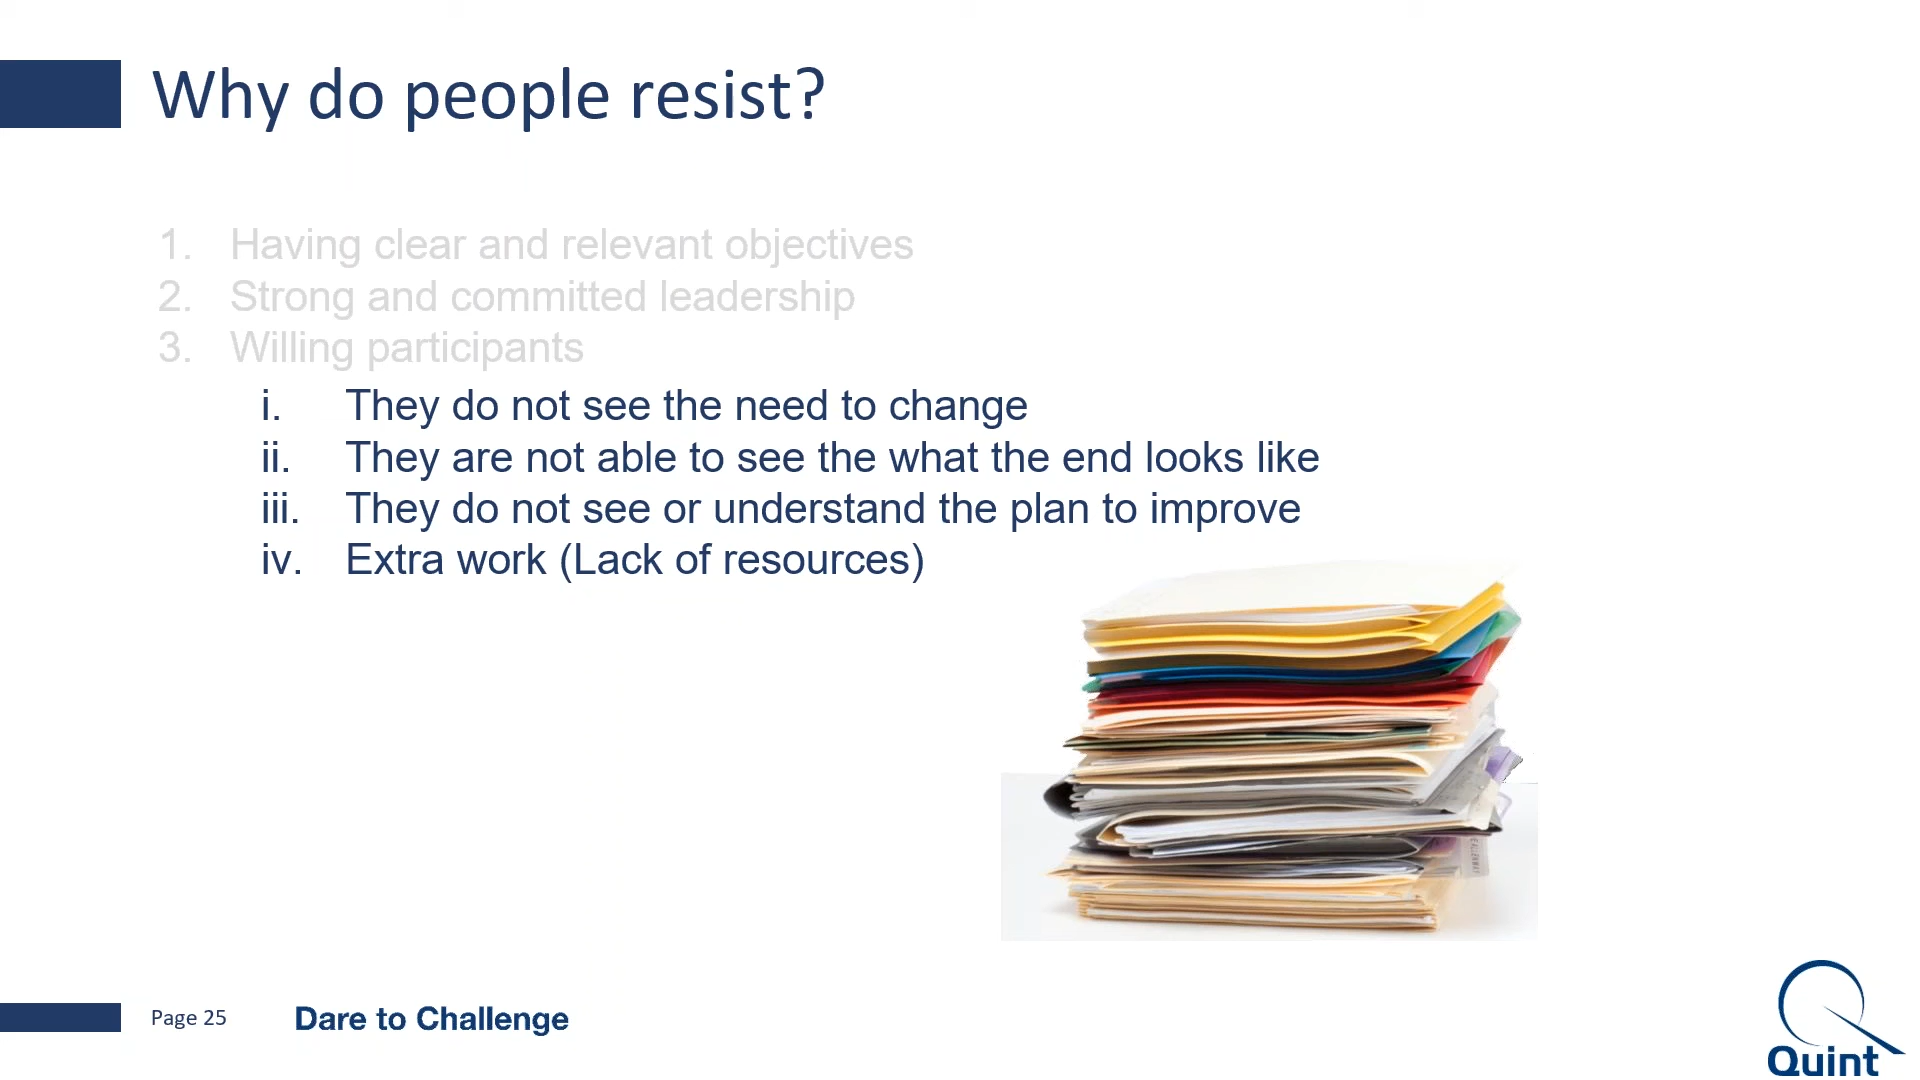 Why do people resist?
1. Having clear and relevant objectives
2. Strong and committed leadership
3. Willing participants
i. They do not see the need to change
ii. They are not able to see the what the end looks like
iii. They do not see or understand the plan to improve
iv. Extra work (Lack of resources)
Page 25
Dare to Challenge
Quint